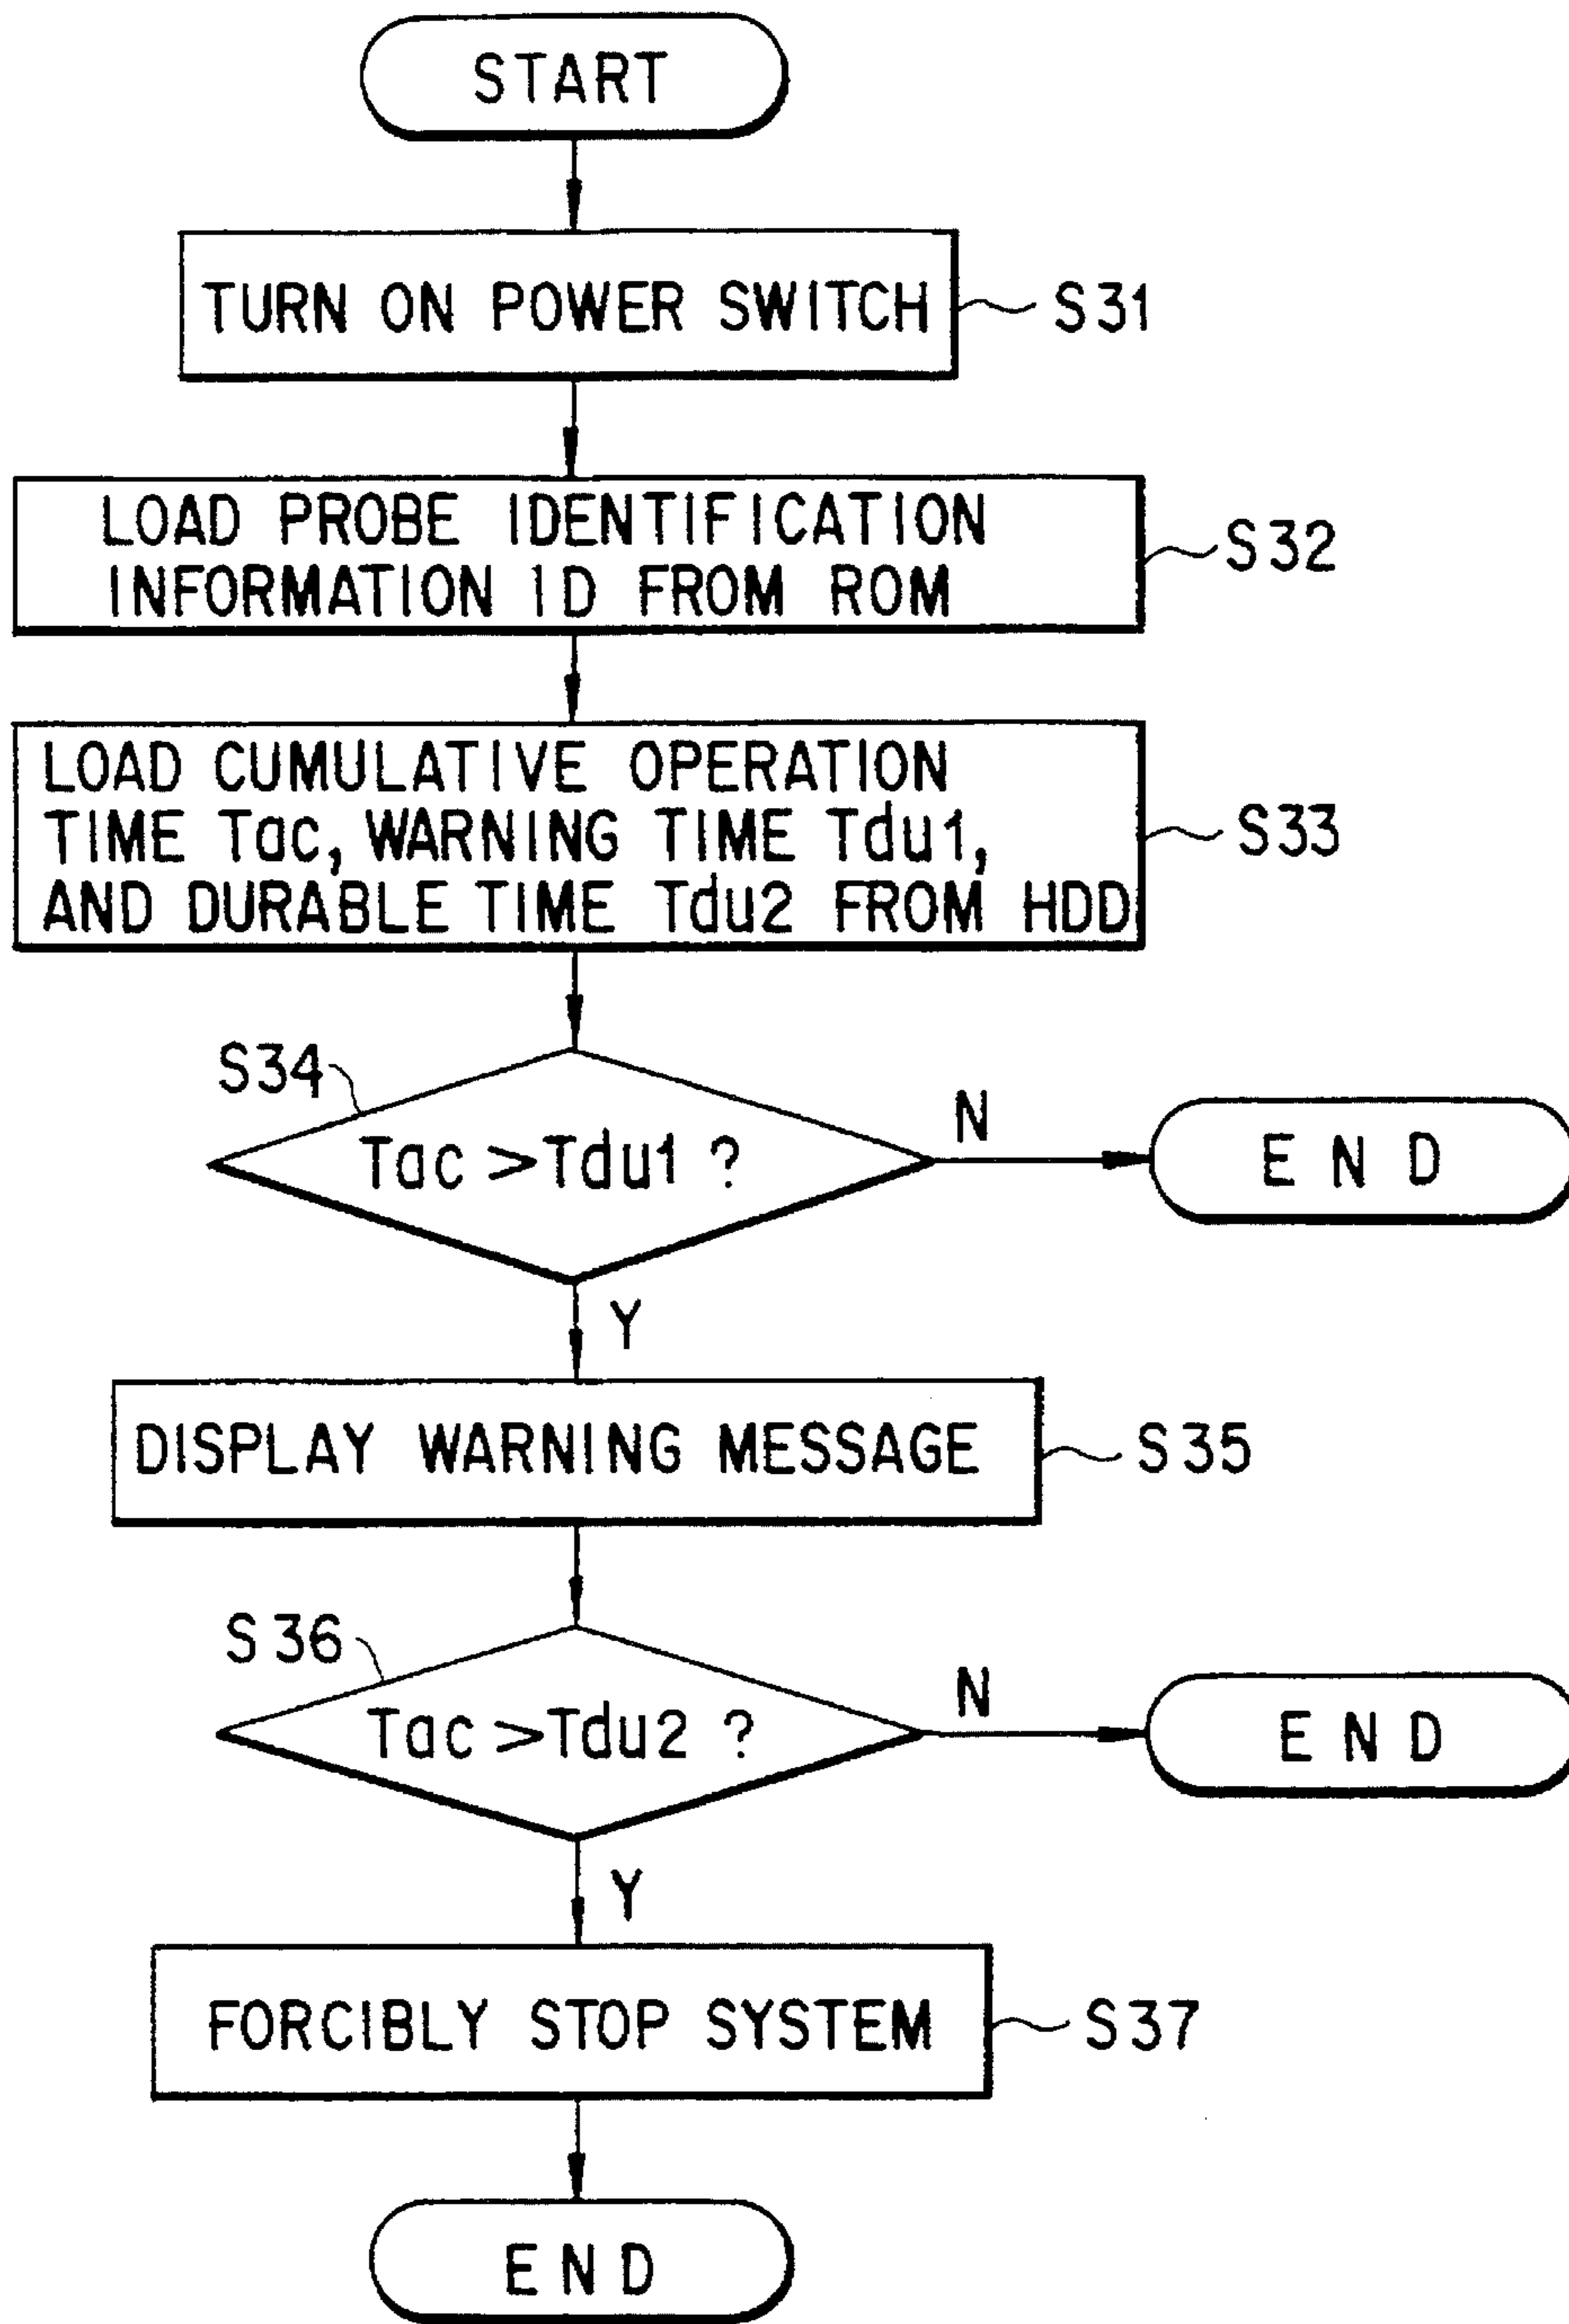 START
TURN ON POWER SWITCH
S31
LOAD PROBE IDENTIFICATION
INFORMATION ID FROM ROM
S32
LOAD CUMULATIVE OPERATION
TIME Tac, WARNING TIME Tdu1,
AND DURABLE TIME Tdu2 FROM HDD
S33
S34
Tac > Tdu1 ?
N
END
Y
DISPLAY WARNING MESSAGE
S35
S36
Tac > Tdu2 ?
N
END
Y
FORCIBLY STOP SYSTEM
S37
END